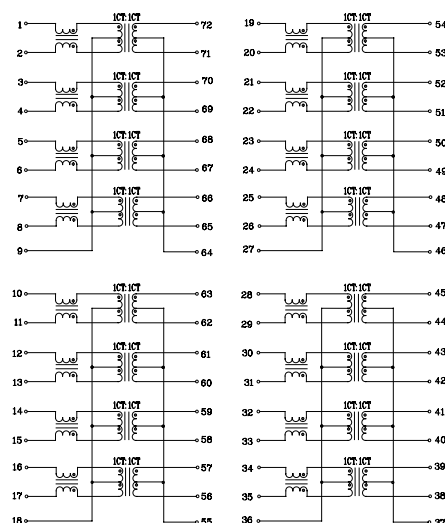 1CT:1CT 1CT:1CT
1 72 19 54
2 71 20 53
1CT:1CT 1CT:1CT
3 70 21 52
4 69 22 51
1CT:1CT 1CT:1CT
5 68 23 50
6 67 24 49
1CT:1CT 1CT:1CT
7 66 25 48
8 65 26 47
9 64 27 46
1CT:1CT 1CT:1CT
10 63 28 45
11 62 29 44
1CT:1CT 1CT:1CT
12 61 30 43
13 60 31 42
1CT:1CT 1CT:1CT
14 59 32 41
15 58 33 40
1CT:1CT 1CT:1CT
16 57 34 39
17 56 35 38
18 55 36 37